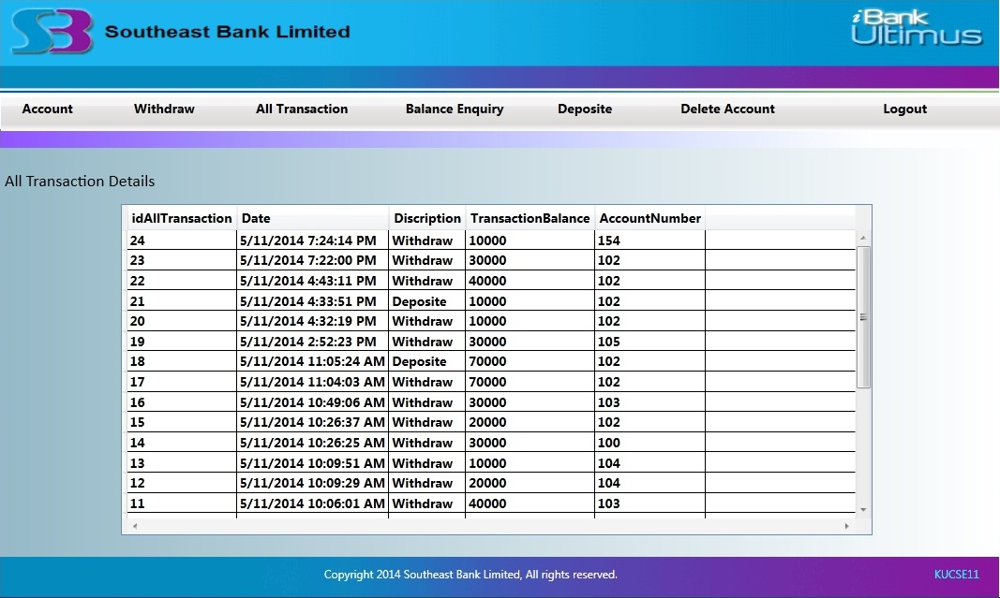 SB Southeast Bank Limited
iBank
Ultimus
Account Withdraw All Transaction Balance Enquiry Deposite Delete Account Logout
All Transaction Details
idAllTransaction Date Discription TransactionBalance AccountNumber
24 5/11/2014 7:24:14 PM Withdraw 10000 154
23 5/11/2014 7:22:00 PM Withdraw 30000 102
22 5/11/2014 4:43:11 PM Withdraw 40000 102
21 5/11/2014 4:33:51 PM Deposite 10000 102
20 5/11/2014 4:32:19 PM Withdraw 10000 102
19 5/11/2014 2:52:23 PM Withdraw 30000 105
18 5/11/2014 11:05:24 AM Deposite 70000 102
17 5/11/2014 11:04:03 AM Withdraw 70000 102
16 5/11/2014 10:49:06 AM Withdraw 30000 103
15 5/11/2014 10:26:37 AM Withdraw 20000 102
14 5/11/2014 10:26:25 AM Withdraw 30000 100
13 5/11/2014 10:09:51 AM Withdraw 10000 104
12 5/11/2014 10:09:29 AM Withdraw 20000 104
11 5/11/2014 10:06:01 AM Withdraw 40000 103
Copyright 2014 Southeast Bank Limited, All rights reserved. KUCSE11